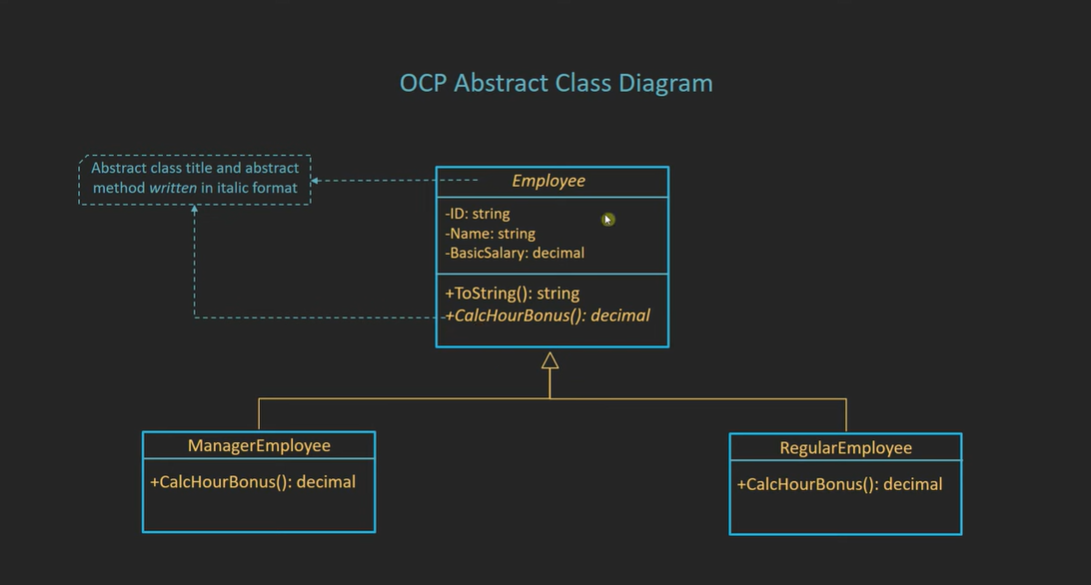 OCP Abstract Class Diagram
Abstract class title and abstract
method written in italic format
Employee
-ID: string
-Name: string
-BasicSalary: decimal
+ToString(): string
+CalcHourBonus(): decimal
ManagerEmployee
+CalcHourBonus(): decimal
RegularEmployee
+CalcHourBonus(): decimal